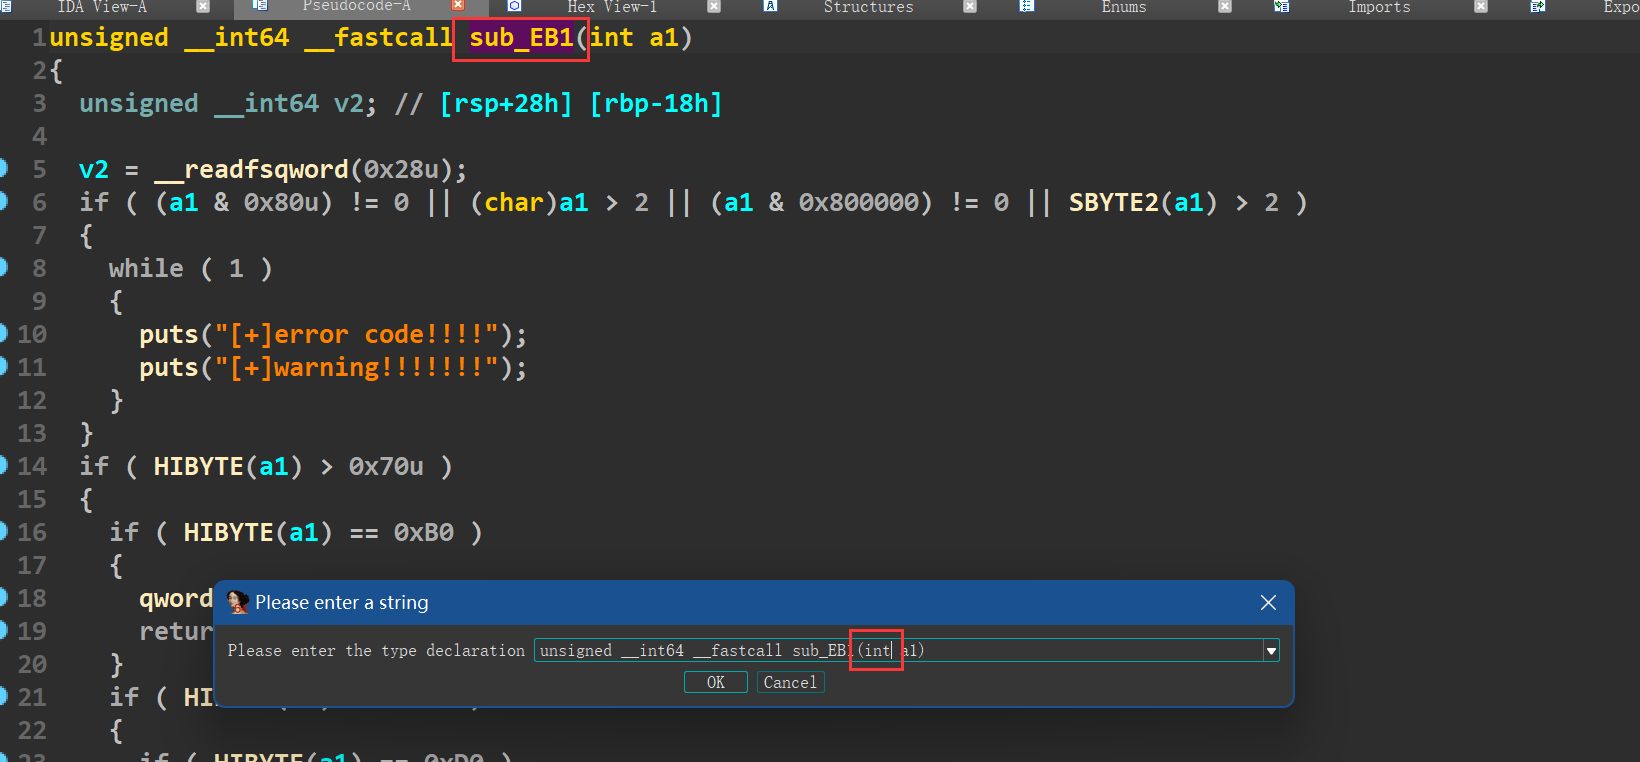 IDA View-A Pseudocode-A Hex View-1 Structures Enums Imports Expo
1 unsigned __int64 __fastcall sub_EB1(int a1)
2 {
3 unsigned __int64 v2; // [rsp+28h] [rbp-18h]
4
5 v2 = __readfsqword(0x28u);
6 if ( (a1 & 0x80u) != 0 || (char)a1 > 2 || (a1 & 0x800000) != 0 || SBYTE2(a1) > 2 )
7 {
8 while ( 1 )
9 {
10 puts("[+]error code!!!!");
11 puts("[+]warning!!!!!!!");
12 }
13 }
14 if ( HIBYTE(a1) > 0x70u )
15 {
16 if ( HIBYTE(a1) == 0xB0 )
17 {
18 qword
19 retur
20 }
21 if ( HI
22 {
23 if ( HIBYTE(a1) == 0xD0 )
Please enter a string
Please enter the type declaration unsigned __int64 __fastcall sub_EB1(int a1)
OK Cancel